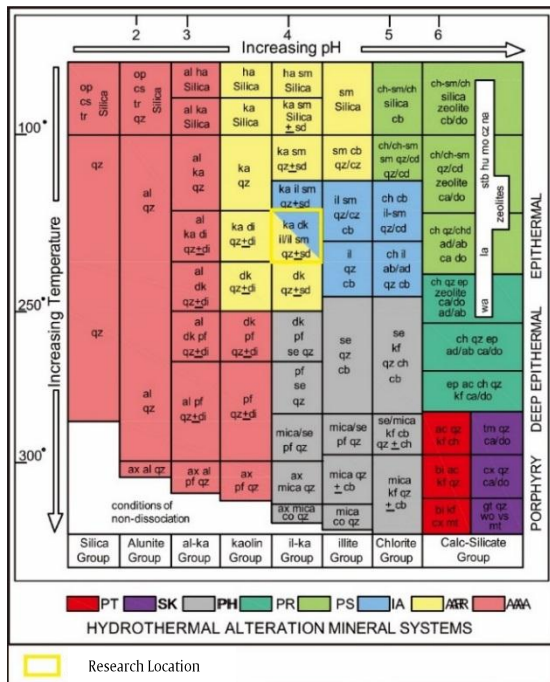 2 3 4 5 6
Increasing pH
Increasing Temperature
100°
250°
300°
EPITHERMAL
DEEP EPITHERMAL
PORPHYRY
op
cs
tr
Silica
qz
qz
Silica Group
op
cs
tr
qz
Silica
al
qz
al
qz
ax al qz
Alunite Group
al ha
Silica
al ka
Silica
al
ka
qz
al
ka di
qz±di
al
dk
qz±di
al
dk pf
qz±di
al pf
qz±di
ax al
pf qz
al-ka Group
ha
Silica
ka
Silica
ka
qz
ka di
qz±di
dk
qz±di
dk
pf
qz±di
ax
pf qz
kaolin Group
ha sm
Silica
ka sm
Silica
± sd
ka sm
qz±sd
ka il sm
qz±sd
ka dk
il/il sm
qz±sd
dk il
qz±sd
dk
pf
se qz
pf
se
qz
mica/se
pf qz
ax
mica qz
ax mica
co qz
il-ka Group
sm
Silica
sm cb
qz/cz
il sm
qz/cz
cb
il
qz
cb
se
qz
cb
mica/se
pf qz
mica qz
± cb
mica
co qz
illite Group
ch-sm/ch
silica
cb
ch/ch-sm
sm qz/cd
qz/cd
ch cb
il-sm
qz/cd
ch il
ab/ad
qz cb
se
kf
qz ch
cb
se/mica
kf cb
qz ± ch
mica
kf qz
± cb
Chlorite Group
ch-sm/ch
silica
zeolite
cb/do
ch/ch-sm
qz/cd
zeolite
ca/do
ch qz/chd
ad/ab
ca do
ch qz ep
zeolite
ca/do
ad/ab
ch qz ep
ad/ab ca/do
ep ac ch qz
kf ca/do
ac qz
kf ch
tm qz
ca/do
bi ac
kf qz
cx qz
ca/do
bi kf
cx mt
gf qz
wo vs
mt
stb hu mo cz na
zeolites
la
wa
Calc-Silicate Group
conditions of
non-dissociation
PT SK PH PR PS IA
HYDROTHERMAL ALTERATION MINERAL SYSTEMS
Research Location